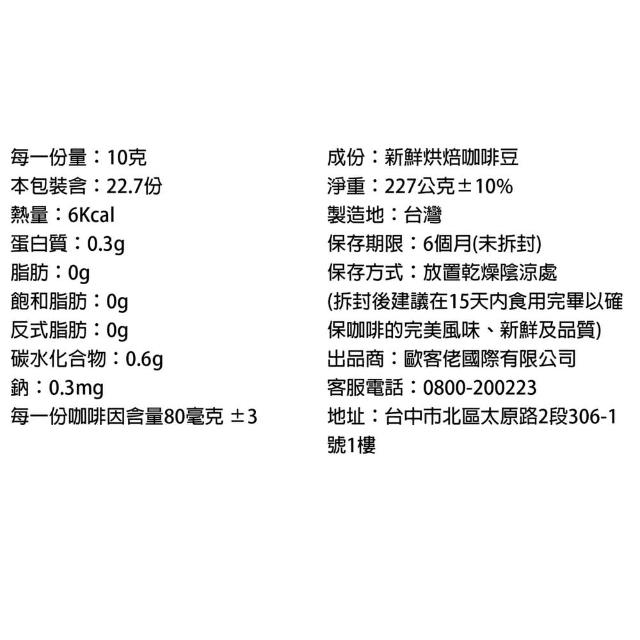 每一份量：10克
本包裝含：22.7份
熱量：6Kcal
蛋白質：0.3g
脂肪：0g
飽和脂肪：0g
反式脂肪：0g
碳水化合物：0.6g
鈉：0.3mg
每一份咖啡因含量80毫克 ±3
成份：新鮮烘焙咖啡豆
淨重：227公克±10%
製造地：台灣
保存期限：6個月(未拆封)
保存方式：放置乾燥陰涼處
(拆封後建議在15天內食用完畢以確
保咖啡的完美風味、新鮮及品質)
出品商：歐客佬國際有限公司
客服電話：0800-200223
地址：台中市北區太原路2段306-1
號1樓